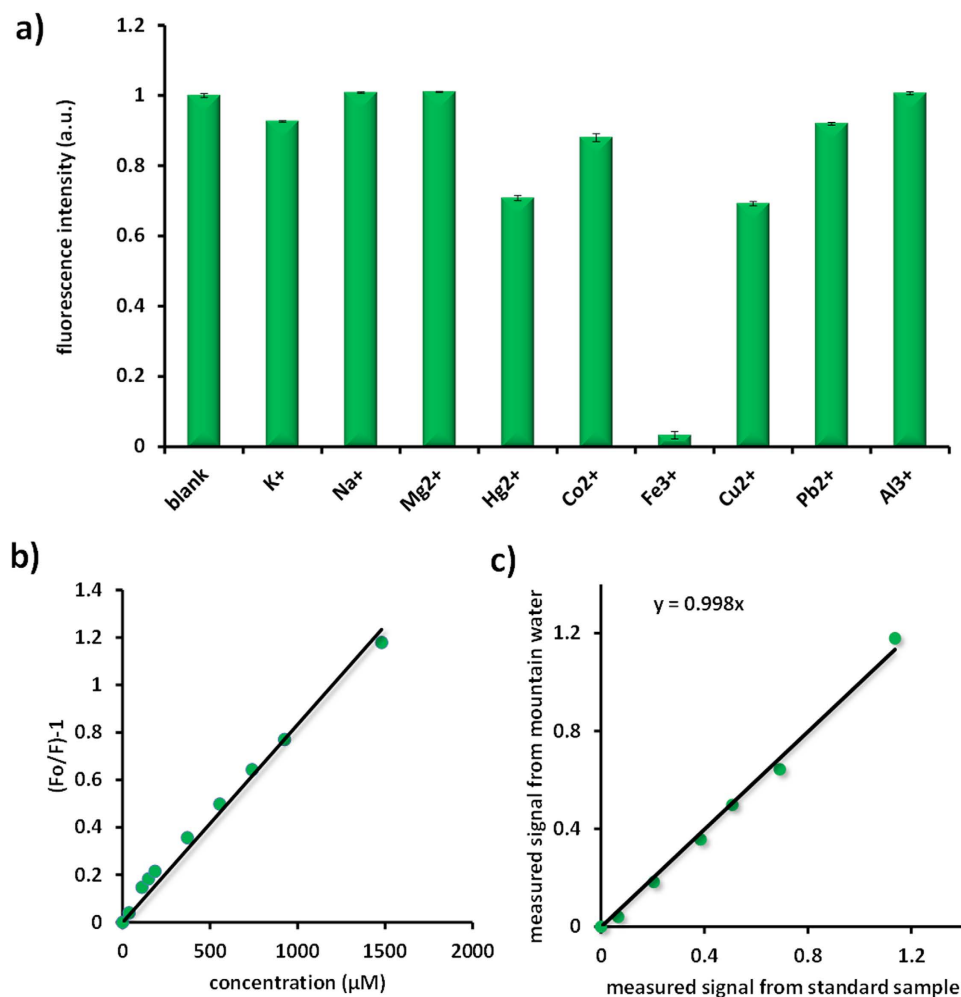 a)
1.2
1
0.8
0.6
0.4
0.2
0
fluorescence intensity (a.u.)
blank
K+
Na+
Mg2+
Hg2+
Co2+
Fe3+
Cu2+
Pb2+
Al3+
b)
1.4
1.2
1
0.8
0.6
0.4
0.2
0
(Fo/F)-1
0
500
1000
1500
2000
concentration (µM)
c)
y = 0.998x
1.2
0.8
0.4
0
measured signal from mountain water
0
0.4
0.8
1.2
measured signal from standard sample